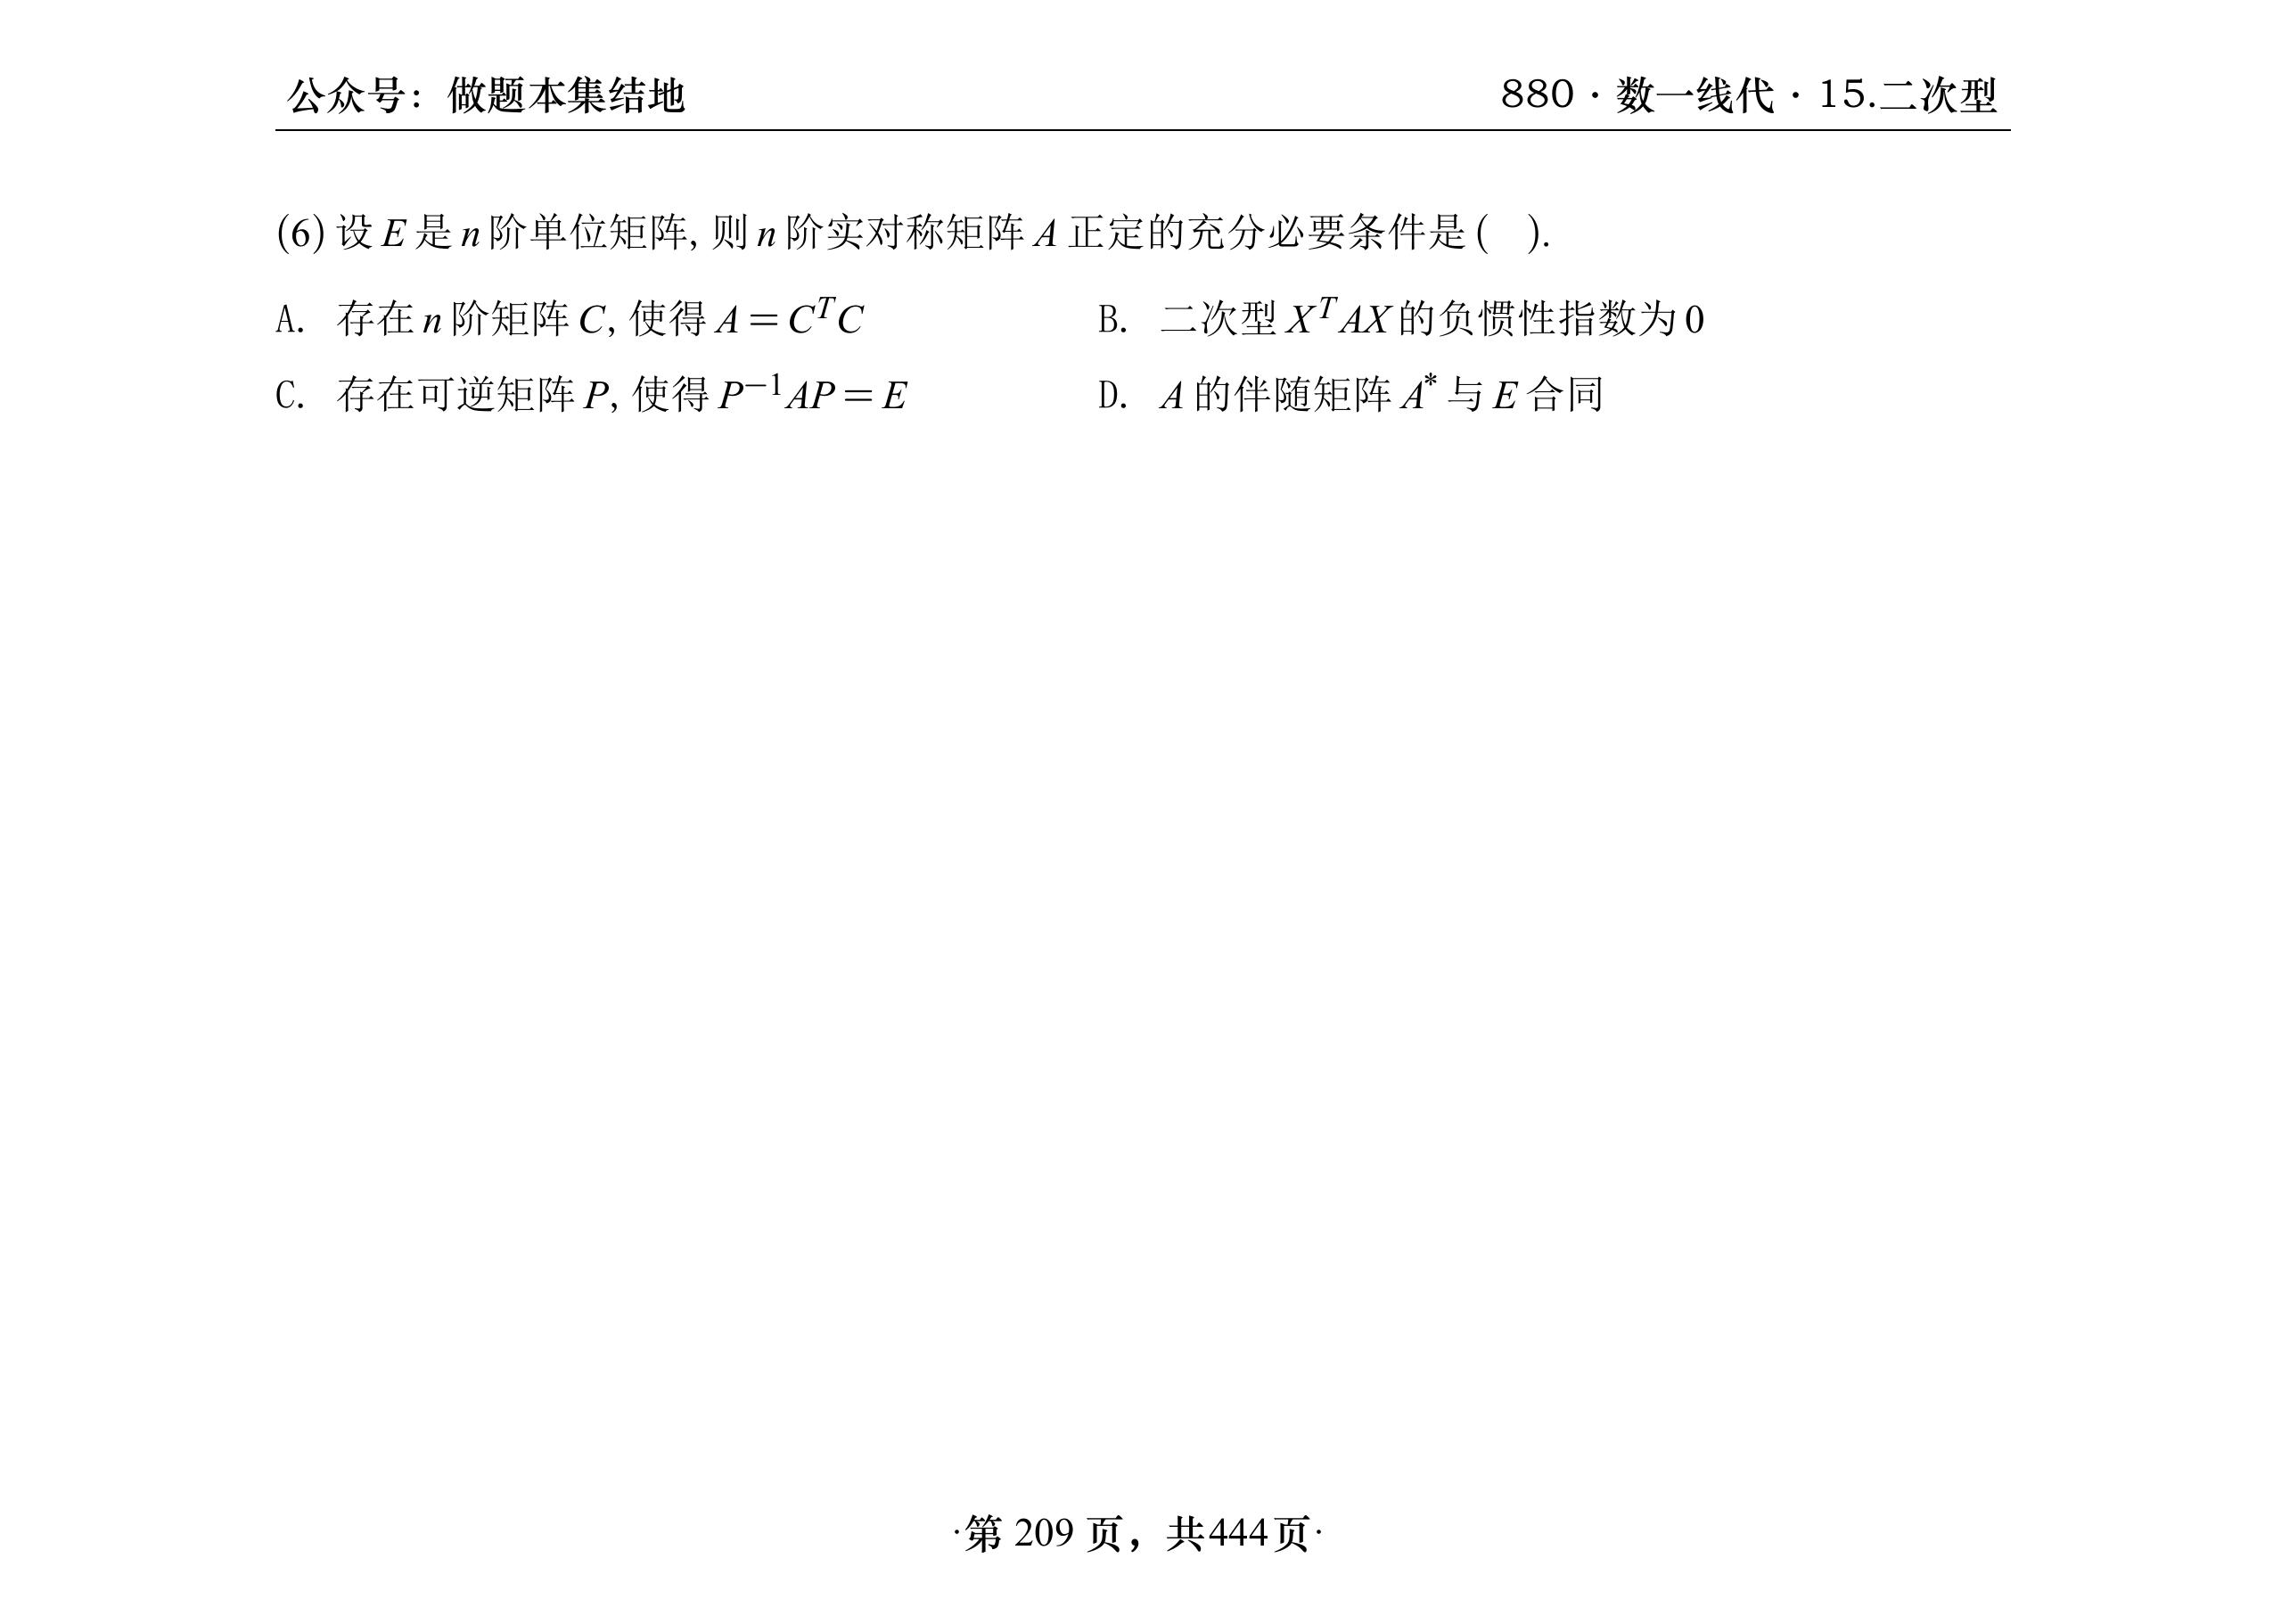 公众号：做题本集结地
880·数一线代·15.二次型
(6) 设 E 是 n 阶单位矩阵, 则 n 阶实对称矩阵 A 正定的充分必要条件是 ( ).
A. 存在 n 阶矩阵 C, 使得 A = C^T C
B. 二次型 X^T AX 的负惯性指数为 0
C. 存在可逆矩阵 P, 使得 P^{-1}AP = E
D. A 的伴随矩阵 A^* 与 E 合同
·第 209 页，共444页·